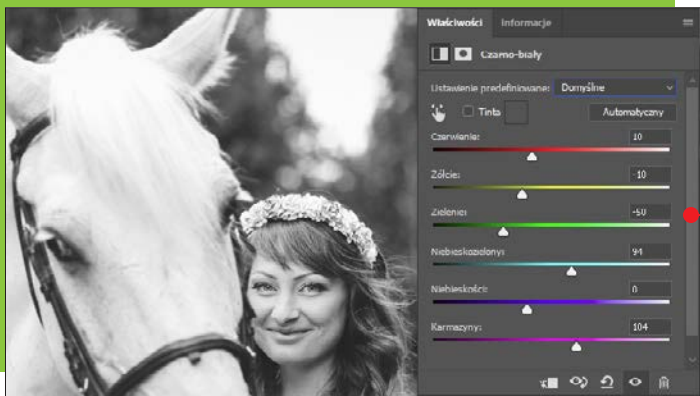 Właściwości Informacje
Czarno-biały
Ustawienie predefiniowane: Domyślne
Tinta Automatyczny
Czerwienie: 10
Żółcie: -10
Zielenie: -50
Niebieskozielony: 94
Niebieskości: 0
Karmazyny: 104